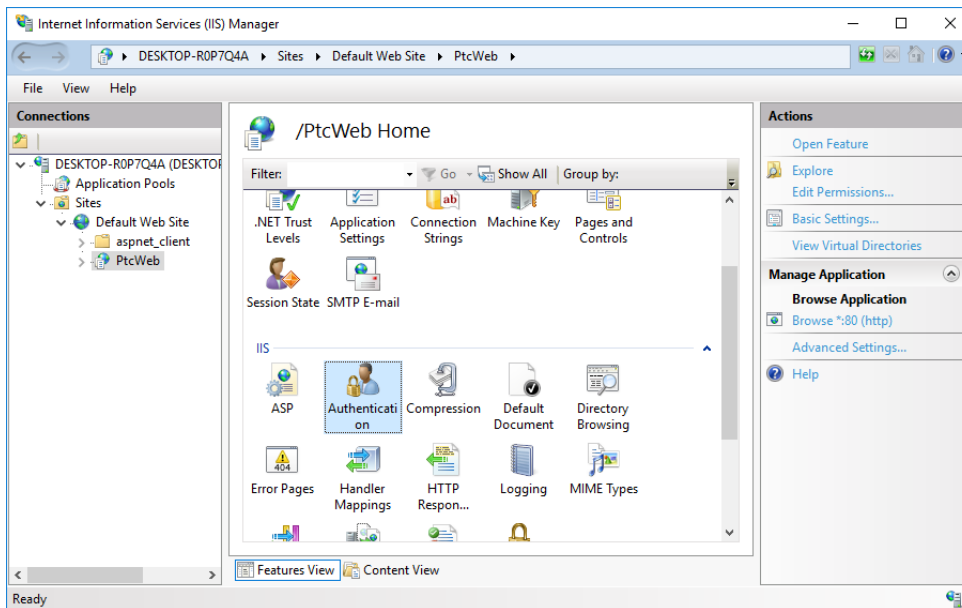 Internet Information Services (IIS) Manager
DESKTOP-R0P7Q4A Sites Default Web Site PtcWeb
File View Help
Connections
DESKTOP-R0P7Q4A (DESKTOP
Application Pools
Sites
Default Web Site
aspnet_client
PtcWeb
/PtcWeb Home
Filter: Go Show All Group by:
.NET Trust Application Connection Machine Key Pages and
Levels Settings Strings Controls
Session State SMTP E-mail
IIS
ASP Authenticati Compression Default Directory
on Document Browsing
404
Error Pages Handler HTTP Logging MIME Types
Mappings Respon...
Features View Content View
Actions
Open Feature
Explore
Edit Permissions...
Basic Settings...
View Virtual Directories
Manage Application
Browse Application
Browse *:80 (http)
Advanced Settings...
Help
Ready